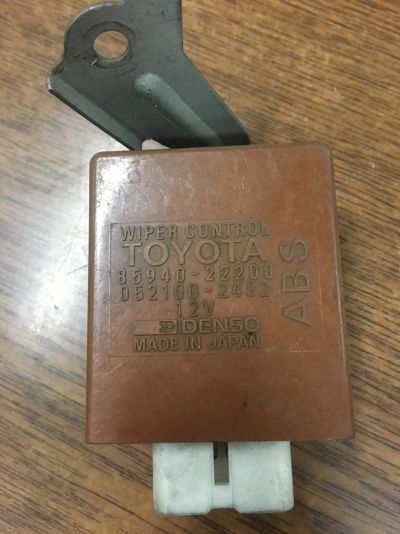 WIPER CONTROL
TOYOTA
85940-22200
052100-2482
12V
DENSO
MADE IN JAPAN
ABS